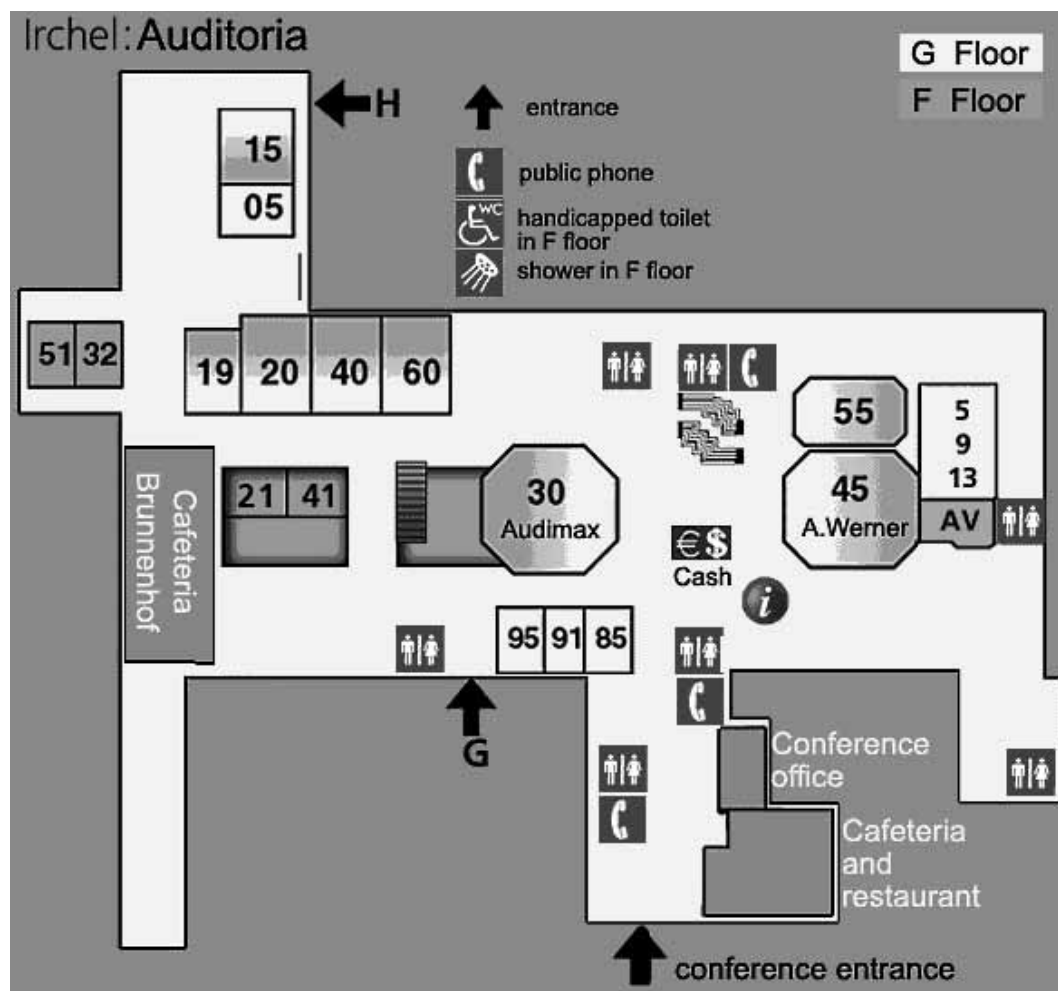 Irchel: Auditoria
G Floor
F Floor
H
entrance
public phone
WC
handicapped toilet
in F floor
shower in F floor
15
05
51 32
19 20 40 60
55
5
9
13
45
A.Werner
AV
21 41
30
Audimax
Cafeteria
Brunnenhof
€ $
Cash
i
95 91 85
G
Conference
office
Cafeteria
and
restaurant
conference entrance